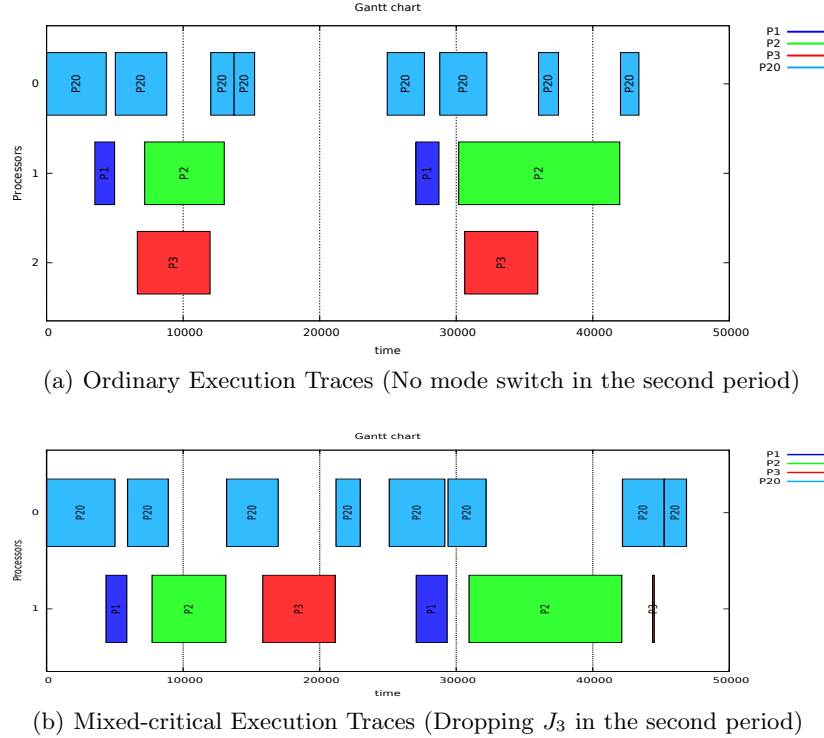 Gantt chart
P1
P2
P3
P20
Processors
0
P20 P20 P20 P20 P20 P20 P20 P20
1
P1 P2 P1 P2
2
P3 P3
0 10000 20000 30000 40000 50000
time
(a) Ordinary Execution Traces (No mode switch in the second period)
Gantt chart
P1
P2
P3
P20
Processors
0
P20 P20 P20 P20 P20 P20 P20 P20
1
P1 P2 P3 P1 P2 P3
0 10000 20000 30000 40000 50000
time
(b) Mixed-critical Execution Traces (Dropping J3 in the second period)